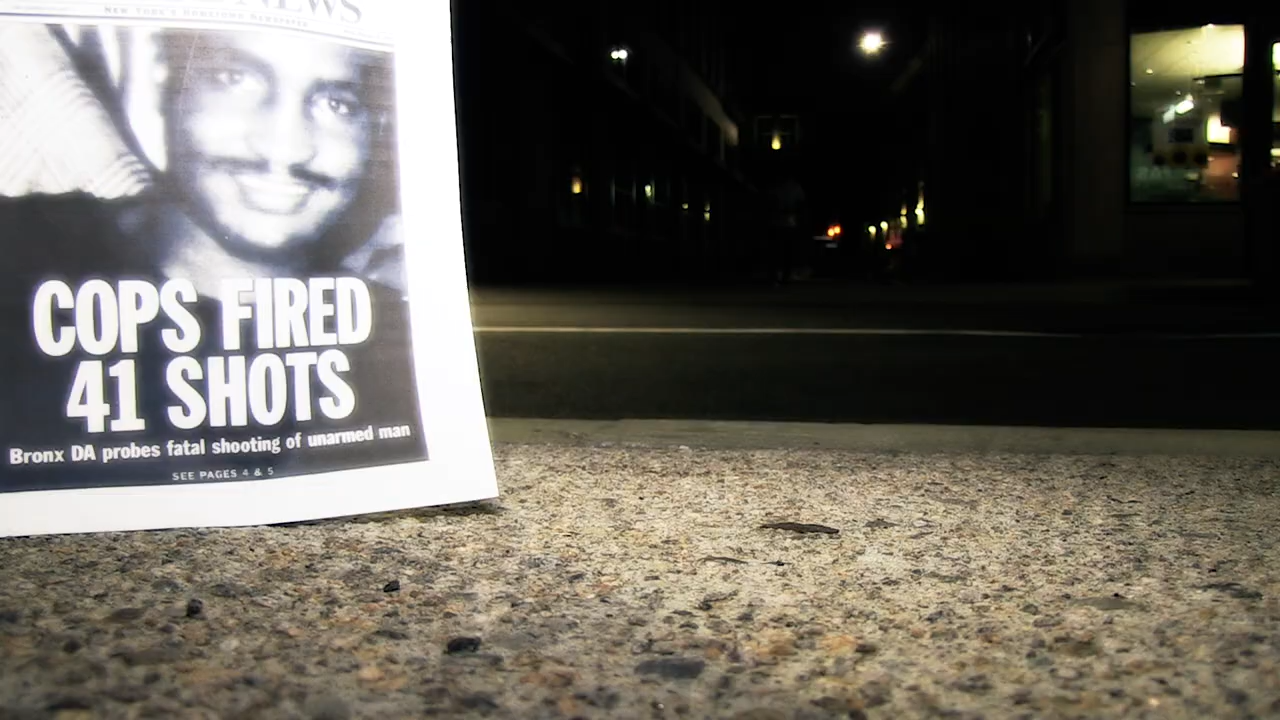 NEWS
NEW YORK'S HOMETOWN NEWSPAPER
COPS FIRED
41 SHOTS
Bronx DA probes fatal shooting of unarmed man
SEE PAGES 4 & 5